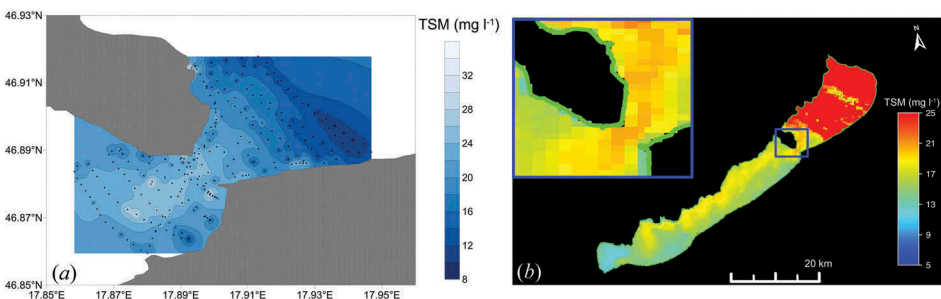 46.93°N
46.91°N
46.89°N
46.87°N
46.85°N
17.85°E
17.87°E
17.89°E
17.91°E
17.93°E
17.95°E
(a)
TSM (mg l⁻¹)
32
28
24
20
16
12
8
(b)
N
TSM (mg l⁻¹)
25
21
17
13
9
5
20 km